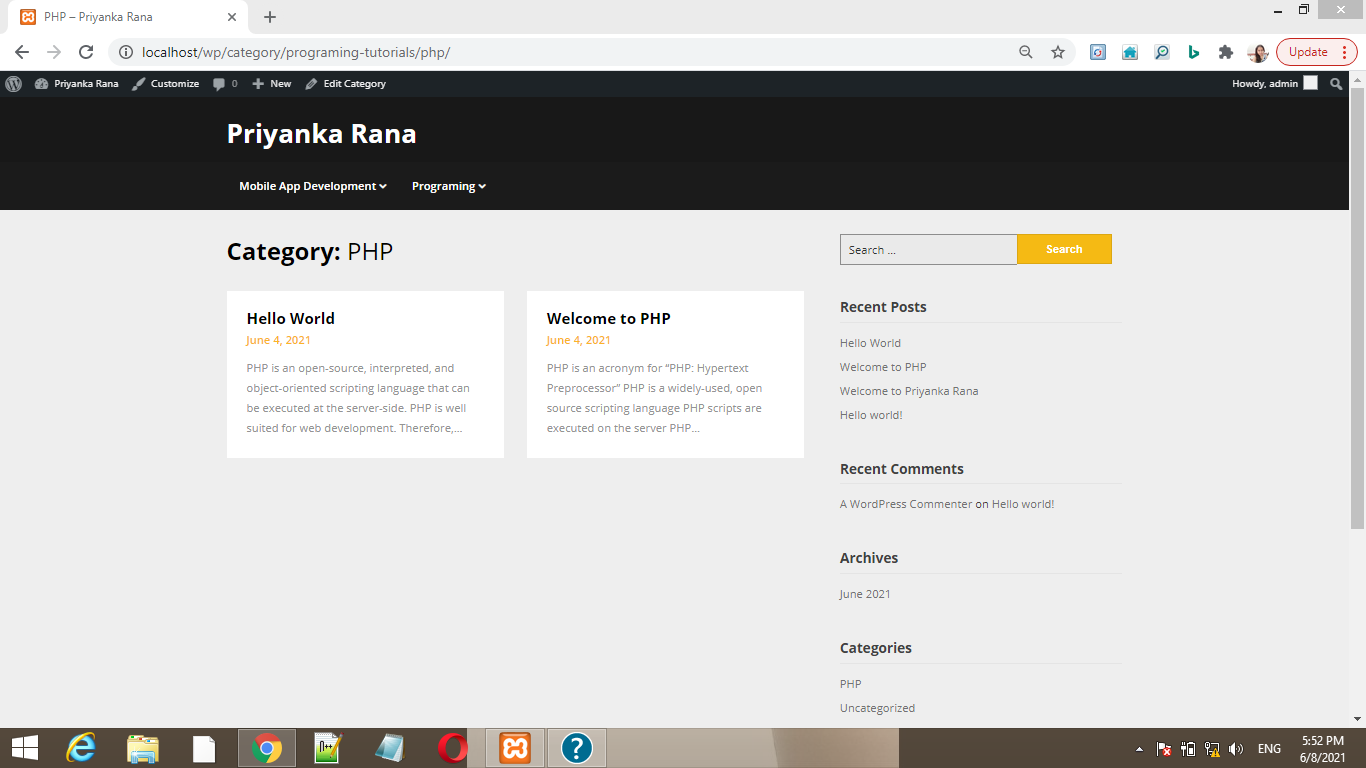 PHP – Priyanka Rana
localhost/wp/category/programing-tutorials/php/
Update
Priyanka Rana Customize 0 New Edit Category Howdy, admin
Priyanka Rana
Mobile App Development Programing
Category: PHP
Hello World
June 4, 2021
PHP is an open-source, interpreted, and
object-oriented scripting language that can
be executed at the server-side. PHP is well
suited for web development. Therefore,...
Welcome to PHP
June 4, 2021
PHP is an acronym for “PHP: Hypertext
Preprocessor” PHP is a widely-used, open
source scripting language PHP scripts are
executed on the server PHP...
Search ... Search
Recent Posts
Hello World
Welcome to PHP
Welcome to Priyanka Rana
Hello world!
Recent Comments
A WordPress Commenter on Hello world!
Archives
June 2021
Categories
PHP
Uncategorized
ENG
5:52 PM
6/8/2021